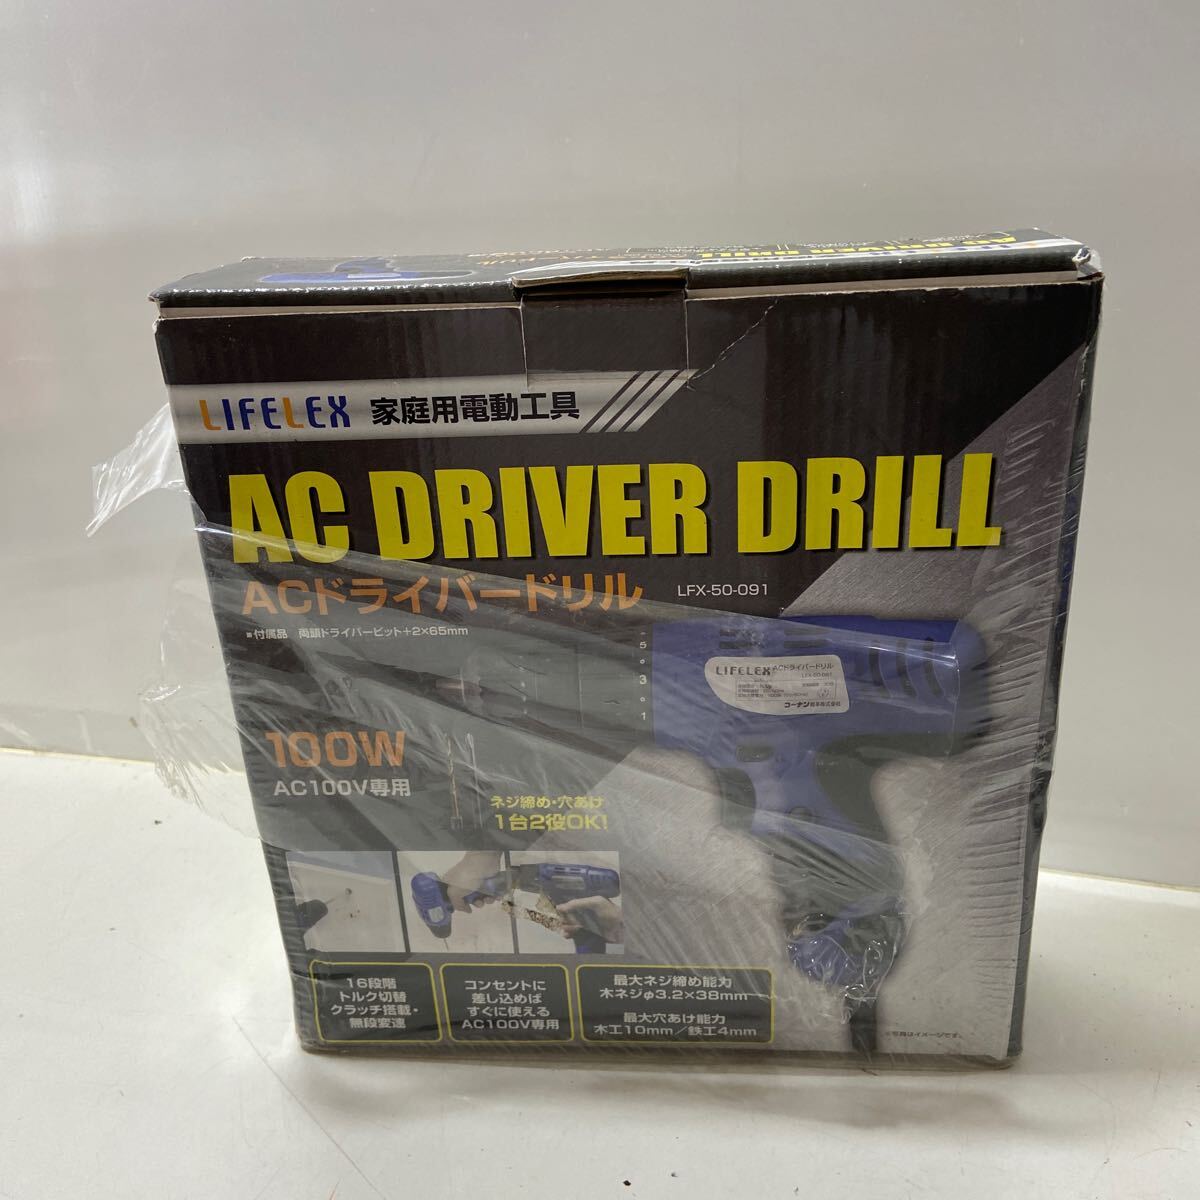 AC DRIVER DRILL
LIFELEX 家庭用電動工具
AC DRIVER DRILL
ACドライバードリル
LFX-50-091
■付属品 両頭ドライバービット+2×65mm
5
3
1
LIFELEX ACドライバードリル
LFX-50-091
コーナン商事株式会社
100W
AC100V専用
ネジ締め・穴あけ
1台2役OK!
16段階
トルク切替
クラッチ搭載・
無段変速
コンセントに
差し込めば
すぐに使える
AC100V専用
最大ネジ締め能力
木ネジφ3.2×38mm
最大穴あけ能力
木工10mm/鉄工4mm
※写真はイメージです。